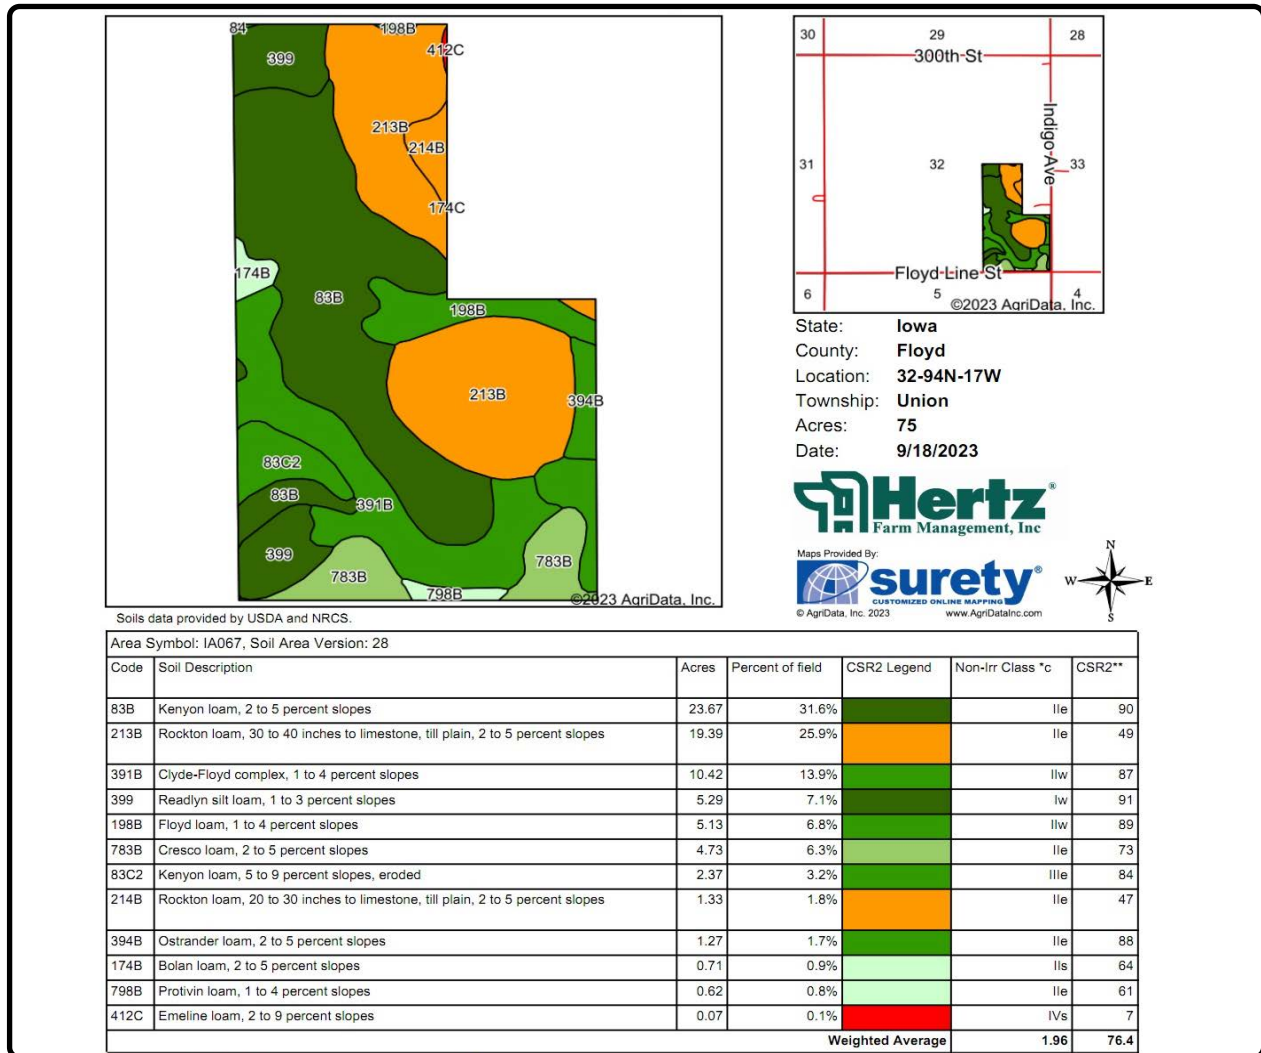 84
198B
412C
399
213B
214B
174C
174B
83B
198B
213B
394B
83C2
83B
391B
399
783B
783B
798B
©2023 AgriData, Inc.
Soils data provided by USDA and NRCS.
30
29
28
300th St
Indigo Ave
31
32
33
Floyd Line St
6
5
4
©2023 AgriData, Inc.
State: Iowa
County: Floyd
Location: 32-94N-17W
Township: Union
Acres: 75
Date: 9/18/2023
Hertz®
Farm Management, Inc
Maps Provided By:
surety®
CUSTOMIZED ONLINE MAPPING
© AgriData, Inc. 2023 www.AgriDataInc.com
N
W E
S
Area Symbol: IA067, Soil Area Version: 28
Code Soil Description Acres Percent of field CSR2 Legend Non-Irr Class *c CSR2**
83B Kenyon loam, 2 to 5 percent slopes 23.67 31.6% IIe 90
213B Rockton loam, 30 to 40 inches to limestone, till plain, 2 to 5 percent slopes 19.39 25.9% IIe 49
391B Clyde-Floyd complex, 1 to 4 percent slopes 10.42 13.9% IIw 87
399 Readlyn silt loam, 1 to 3 percent slopes 5.29 7.1% Iw 91
198B Floyd loam, 1 to 4 percent slopes 5.13 6.8% IIw 89
783B Cresco loam, 2 to 5 percent slopes 4.73 6.3% IIe 73
83C2 Kenyon loam, 5 to 9 percent slopes, eroded 2.37 3.2% IIIe 84
214B Rockton loam, 20 to 30 inches to limestone, till plain, 2 to 5 percent slopes 1.33 1.8% IIe 47
394B Ostrander loam, 2 to 5 percent slopes 1.27 1.7% IIe 88
174B Bolan loam, 2 to 5 percent slopes 0.71 0.9% IIs 64
798B Protivin loam, 1 to 4 percent slopes 0.62 0.8% IIe 61
412C Emeline loam, 2 to 9 percent slopes 0.07 0.1% IVs 7
Weighted Average 1.96 76.4